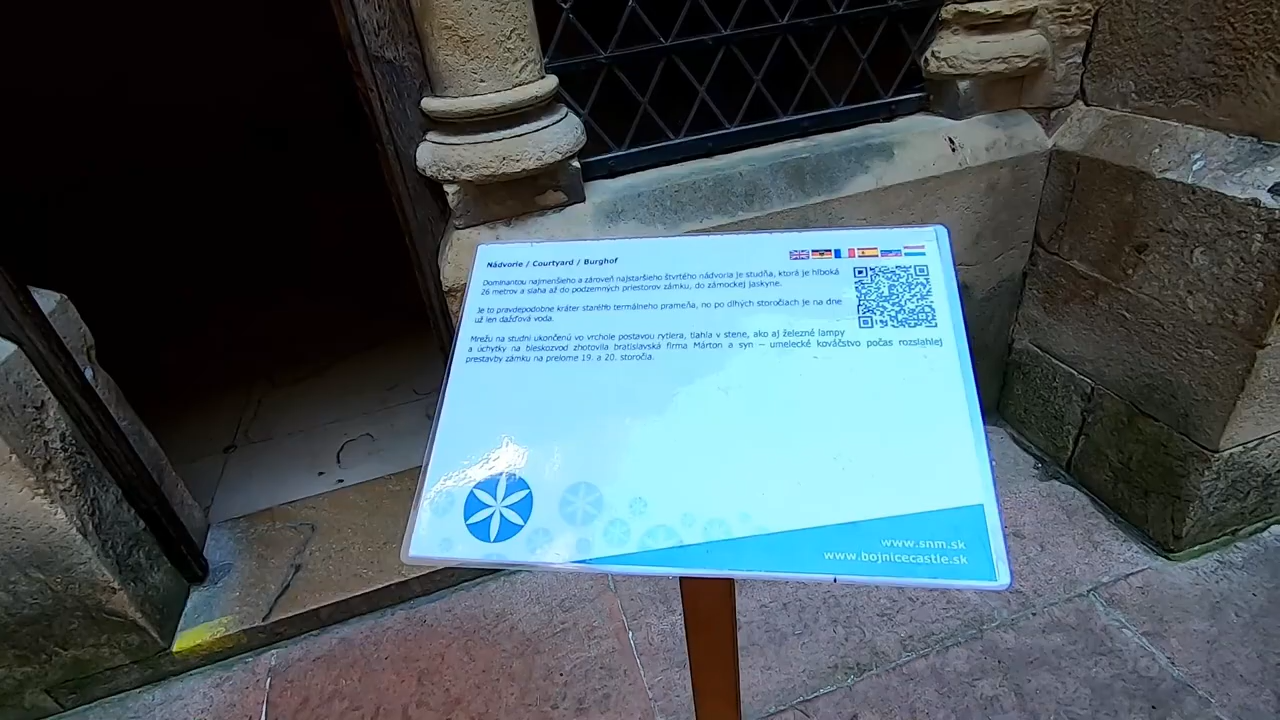 Nádvorie / Courtyard / Burghof
Dominantou najmenšieho a zároveň najstaršieho štvrtého nádvoria je studňa, ktorá je hlboká
26 metrov a siaha až do podzemných priestorov zámku, do zámockej jaskyne.
Je to pravdepodobne kráter starého termálneho prameňa, no po dlhých storočiach je na dne
už len dažďová voda.
Mrežu na studni ukončenú vo vrchole postavou rytiera, tiahla v stene, ako aj železné lampy
a úchytky na bleskozvod zhotovila bratislavská firma Márton a syn – umelecké kováčstvo počas rozsiahlej
prestavby zámku na prelome 19. a 20. storočia.
www.snm.sk
www.bojnicecastle.sk